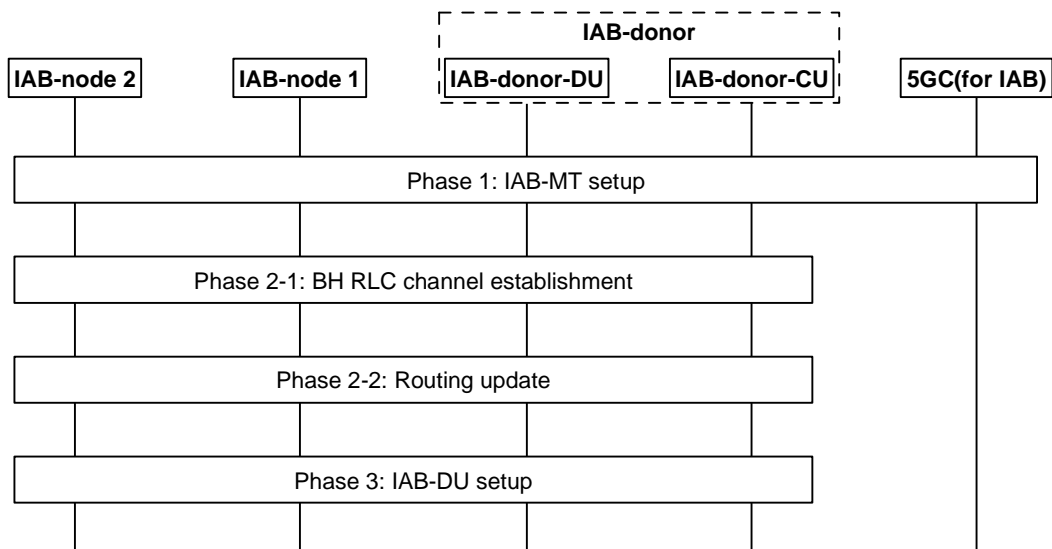 IAB-donor
IAB-node 2
IAB-node 1
IAB-donor-DU
IAB-donor-CU
5GC(for IAB)
Phase 1: IAB-MT setup
Phase 2-1: BH RLC channel establishment
Phase 2-2: Routing update
Phase 3: IAB-DU setup